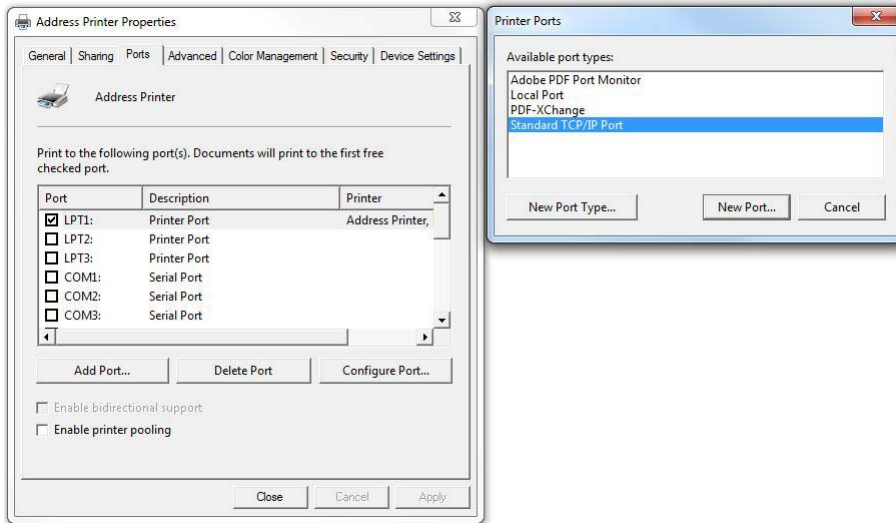 Address Printer Properties
General Sharing Ports Advanced Color Management Security Device Settings
Address Printer
Print to the following port(s). Documents will print to the first free
checked port.
Port Description Printer
LPT1: Printer Port Address Printer,
LPT2: Printer Port
LPT3: Printer Port
COM1: Serial Port
COM2: Serial Port
COM3: Serial Port
Add Port... Delete Port Configure Port...
Enable bidirectional support
Enable printer pooling
Close Cancel Apply
Printer Ports
Available port types:
Adobe PDF Port Monitor
Local Port
PDF-XChange
Standard TCP/IP Port
New Port Type... New Port... Cancel